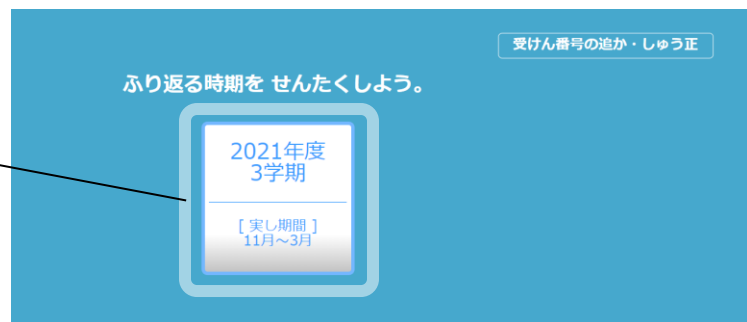 受けん番号の追か・しゅう正
ふり返る時期を せんたくしよう。
2021年度
3学期
[ 実し期間 ]
11月～3月